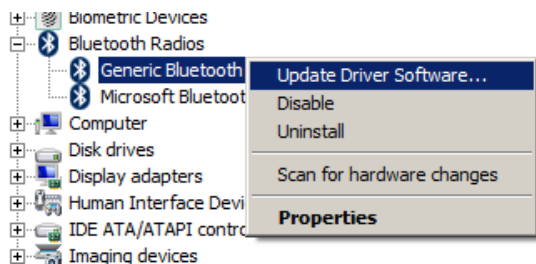 Biometric Devices
Bluetooth Radios
Generic Bluetooth
Microsoft Bluetoot
Computer
Disk drives
Display adapters
Human Interface Devi
IDE ATA/ATAPI contro
Imaging devices
Update Driver Software...
Disable
Uninstall
Scan for hardware changes
Properties